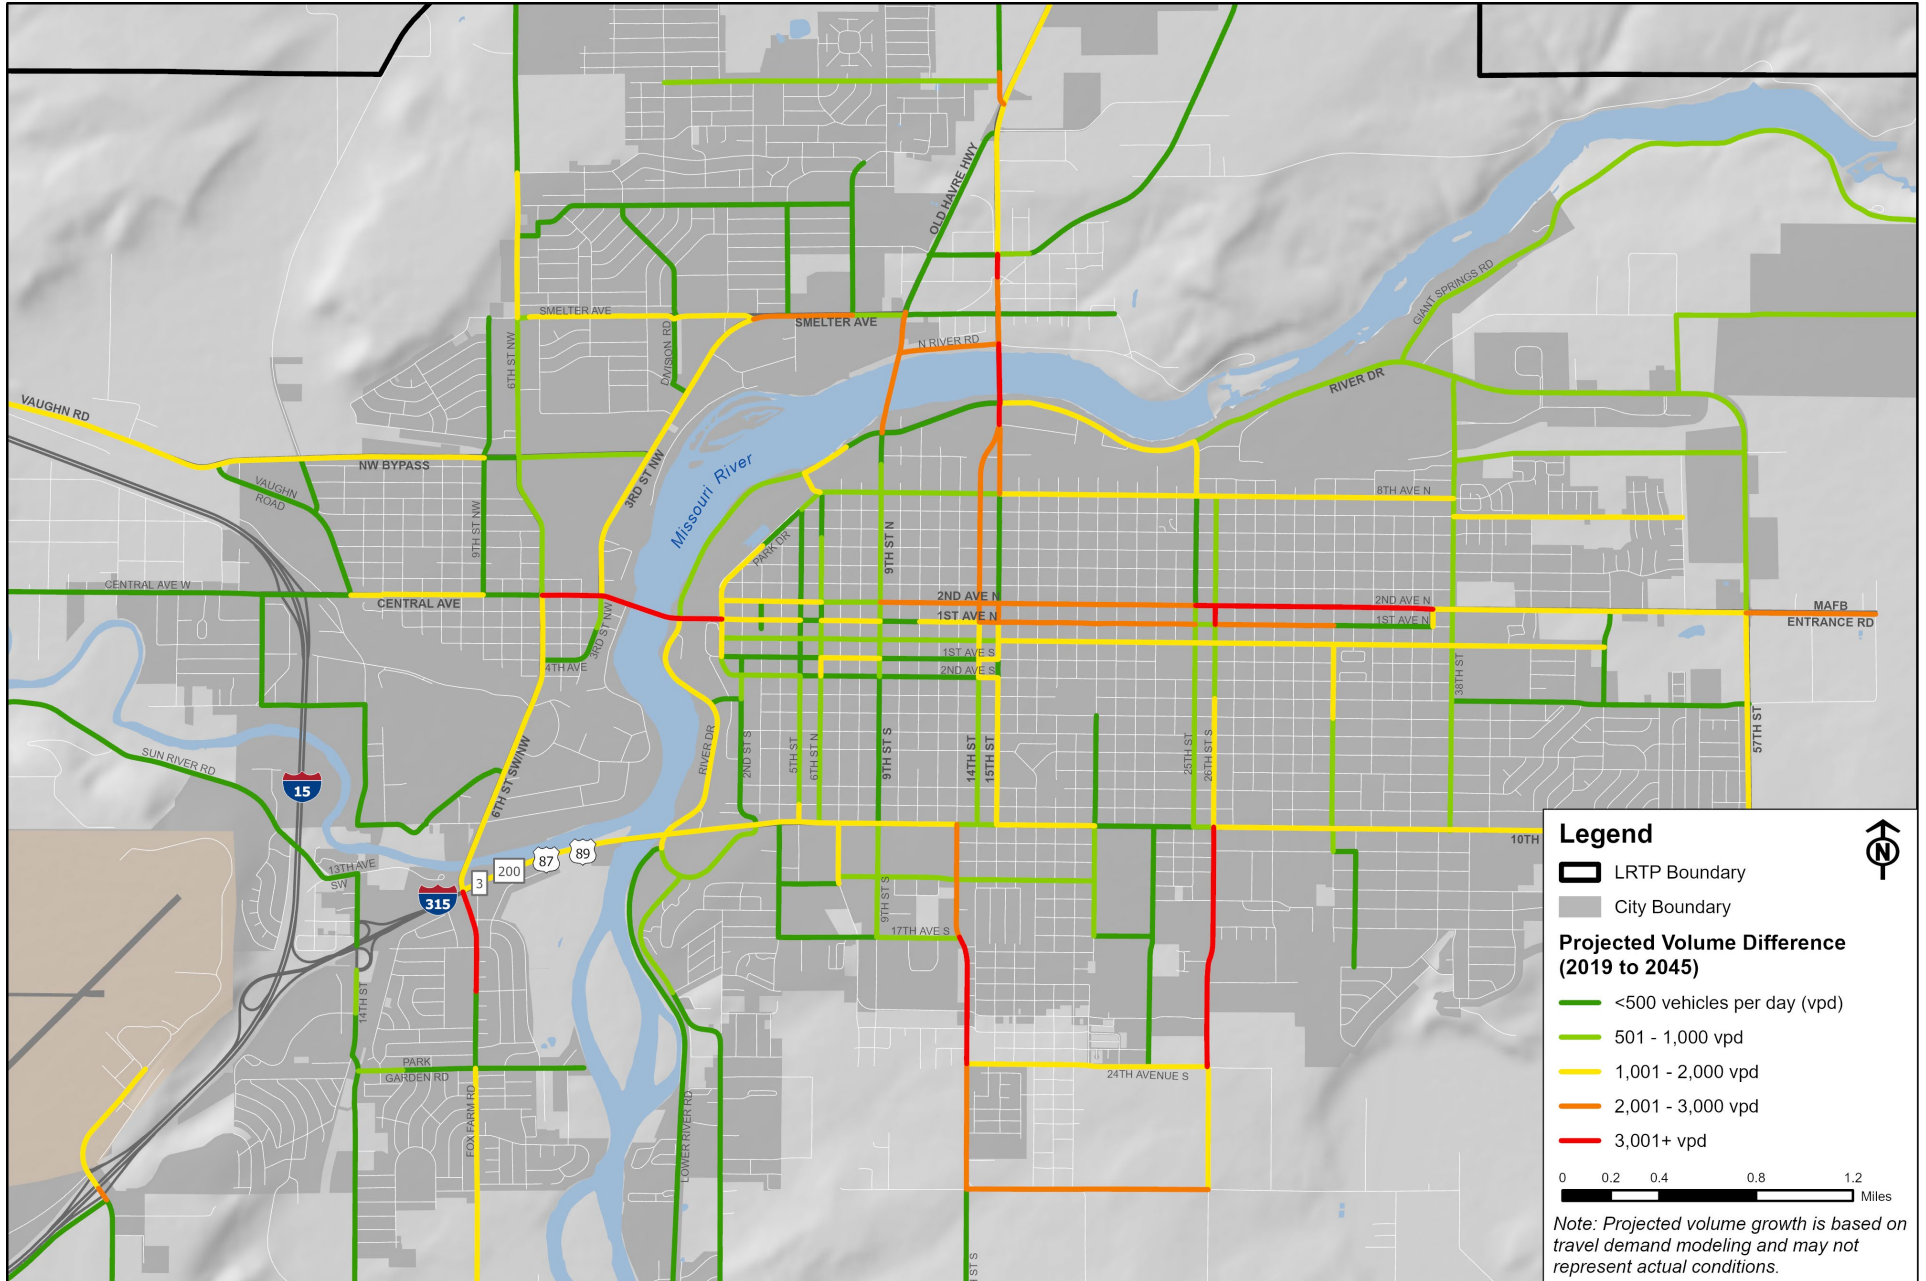 OLD HAVRE HWY
SMELTER AVE
SMELTER AVE
N RIVER RD
GIANT SPRINGS RD
6TH ST NW
DIVISION RD
RIVER DR
VAUGHN RD
NW BYPASS
VAUGHN
ROAD
3RD ST NW
Missouri River
8TH AVE N
9TH ST NW
9TH ST N
PARK DR
CENTRAL AVE W
CENTRAL AVE
2ND AVE N
2ND AVE N
1ST AVE N
1ST AVE N
MAFB
ENTRANCE RD
3RD ST NW
4TH AVE
1ST AVE S
2ND AVE S
38TH ST
57TH ST
SUN RIVER RD
15
6TH ST SW/NW
RIVER DR
2ND ST S
5TH ST
6TH ST N
9TH ST S
14TH ST
15TH ST
25TH ST
26TH ST S
10TH
13TH AVE
SW
3
200
87
89
315
9TH ST S
17TH AVE S
14TH ST
PARK
GARDEN RD
FOX FARM RD
LOWER RIVER RD
24TH AVENUE S
H ST S
Legend
N
LRTP Boundary
City Boundary
Projected Volume Difference
(2019 to 2045)
<500 vehicles per day (vpd)
501 - 1,000 vpd
1,001 - 2,000 vpd
2,001 - 3,000 vpd
3,001+ vpd
0 0.2 0.4 0.8 1.2
Miles
Note: Projected volume growth is based on
travel demand modeling and may not
represent actual conditions.